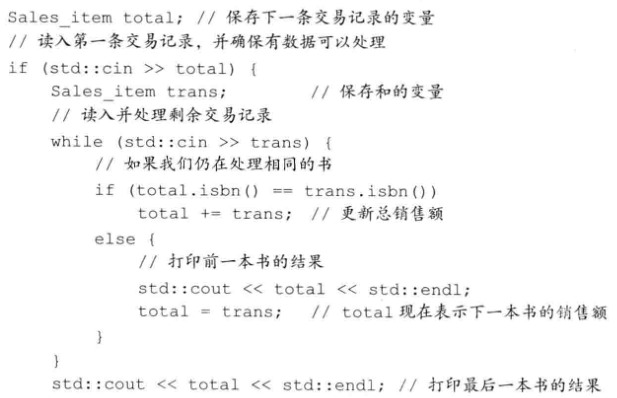 Sales_item total; // 保存下一条交易记录的变量
// 读入第一条交易记录，并确保有数据可以处理
if (std::cin >> total) {
    Sales_item trans;        // 保存和的变量
    // 读入并处理剩余交易记录
    while (std::cin >> trans) {
        // 如果我们仍在处理相同的书
        if (total.isbn() == trans.isbn())
            total += trans;  // 更新总销售额
        else {
            // 打印前一本书的结果
            std::cout << total << std::endl;
            total = trans;   // total 现在表示下一本书的销售额
        }
    }
    std::cout << total << std::endl; // 打印最后一本书的结果